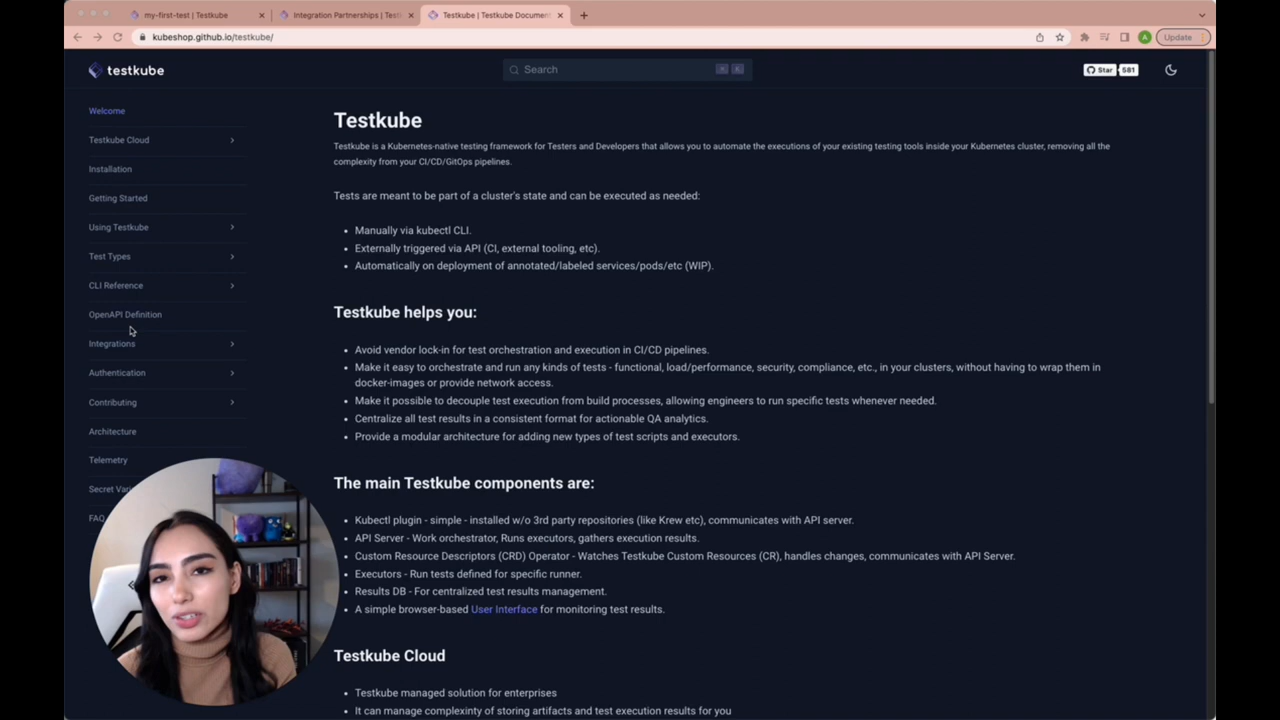 my-first-test | Testkube
Integration Partnerships | Test
Testkube | Testkube Documen
kubeshop.github.io/testkube/
A
Update
testkube
Search
K
Star
581
Welcome
Testkube Cloud
Installation
Getting Started
Using Testkube
Test Types
CLI Reference
OpenAPI Definition
Integrations
Authentication
Contributing
Architecture
Telemetry
Secret Vari
FAQ
Testkube
Testkube is a Kubernetes-native testing framework for Testers and Developers that allows you to automate the executions of your existing testing tools inside your Kubernetes cluster, removing all the
complexity from your CI/CD/GitOps pipelines.
Tests are meant to be part of a cluster's state and can be executed as needed:
Manually via kubectl CLI.
Externally triggered via API (CI, external tooling, etc).
Automatically on deployment of annotated/labeled services/pods/etc (WIP).
Testkube helps you:
Avoid vendor lock-in for test orchestration and execution in CI/CD pipelines.
Make it easy to orchestrate and run any kinds of tests - functional, load/performance, security, compliance, etc., in your clusters, without having to wrap them in
docker-images or provide network access.
Make it possible to decouple test execution from build processes, allowing engineers to run specific tests whenever needed.
Centralize all test results in a consistent format for actionable QA analytics.
Provide a modular architecture for adding new types of test scripts and executors.
The main Testkube components are:
Kubectl plugin - simple - installed w/o 3rd party repositories (like Krew etc), communicates with API server.
API Server - Work orchestrator, Runs executors, gathers execution results.
Custom Resource Descriptors (CRD) Operator - Watches Testkube Custom Resources (CR), handles changes, communicates with API Server.
Executors - Run tests defined for specific runner.
Results DB - For centralized test results management.
A simple browser-based User Interface for monitoring test results.
Testkube Cloud
Testkube managed solution for enterprises
It can manage complexinty of storing artifacts and test execution results for you